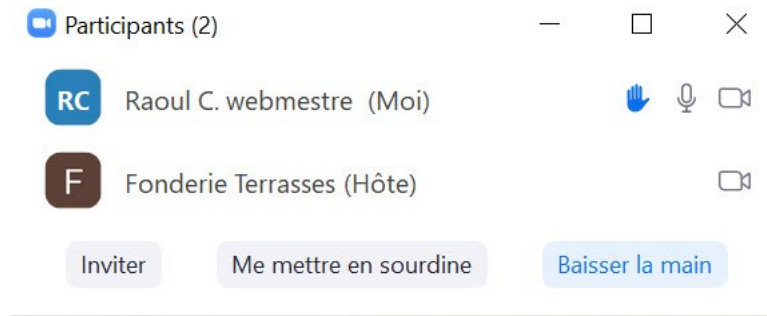 Participants (2)
RC Raoul C. webmestre (Moi)
F Fonderie Terrasses (Hôte)
Inviter Me mettre en sourdine Baisser la main